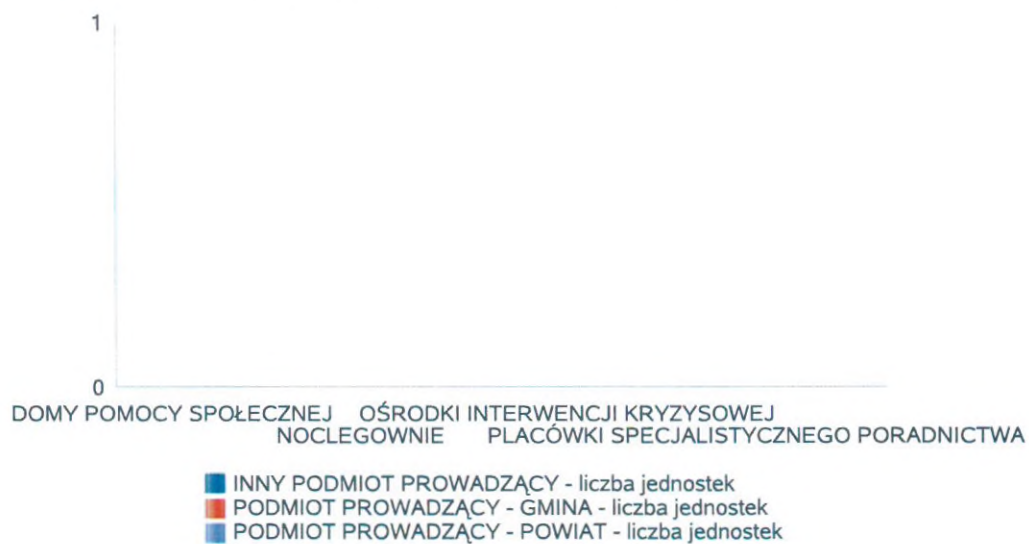 1
0
DOMY POMOCY SPOŁECZNEJ OŚRODKI INTERWENCJI KRYZYSOWEJ
NOCLEGOWNIE PLACÓWKI SPECJALISTYCZNEGO PORADNICTWA
INNY PODMIOT PROWADZĄCY - liczba jednostek
PODMIOT PROWADZĄCY - GMINA - liczba jednostek
PODMIOT PROWADZĄCY - POWIAT - liczba jednostek